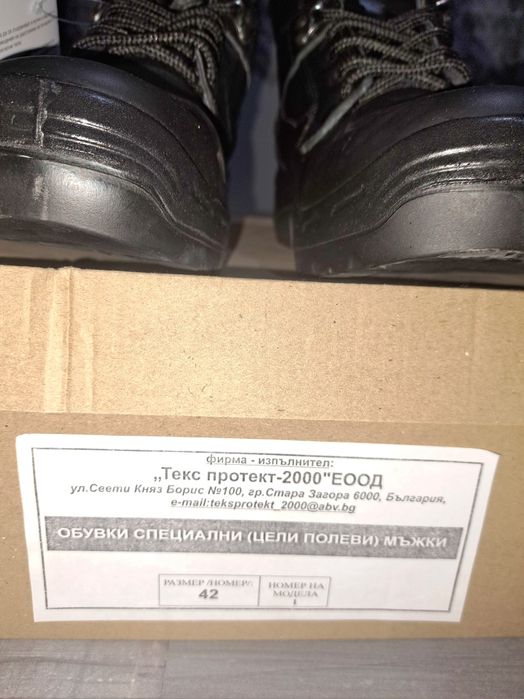 фирма - изпълнител:
„Текс протект-2000"ЕООД
ул.Свети Княз Борис №100, гр.Стара Загора 6000, България,
e-mail:teksprotekt_2000@abv.bg
ОБУВКИ СПЕЦИАЛНИ (ЦЕЛИ ПОЛЕВИ) МЪЖКИ
РАЗМЕР /НОМЕР/:
42
НОМЕР НА
МОДЕЛА
1